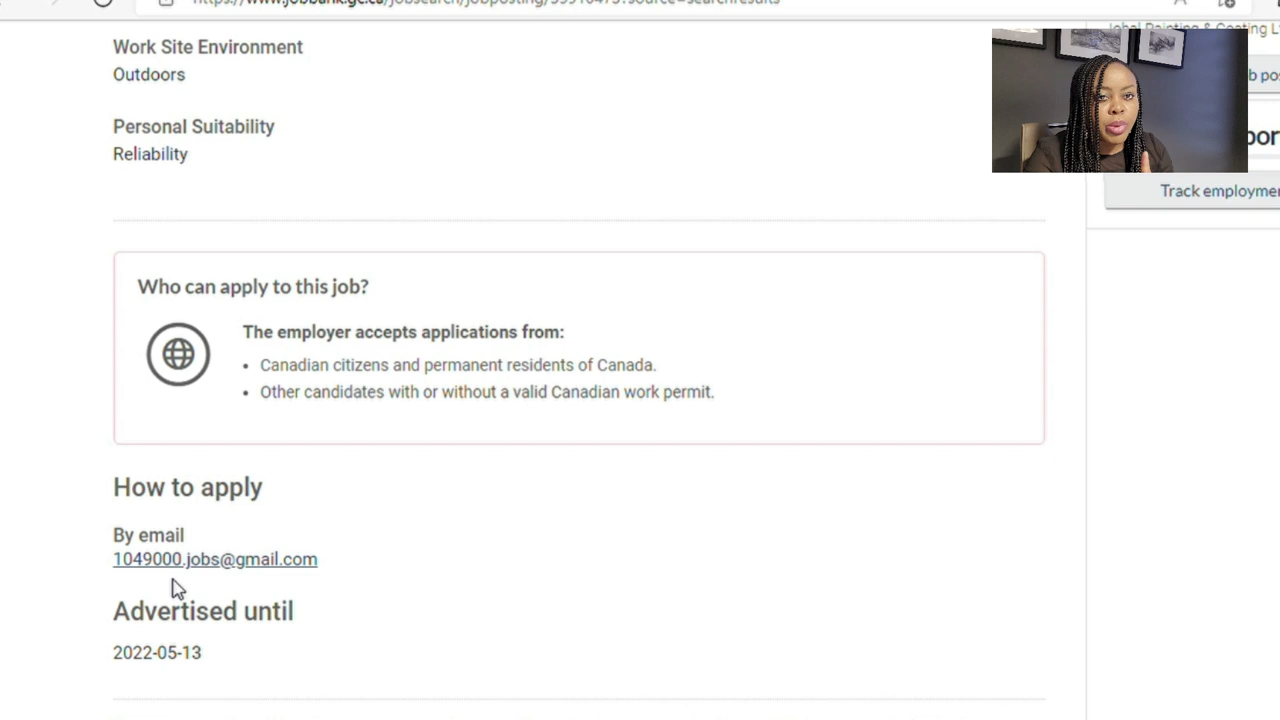 Work Site Environment
Outdoors
Personal Suitability
Reliability
Track employmen
Who can apply to this job?
The employer accepts applications from:
• Canadian citizens and permanent residents of Canada.
• Other candidates with or without a valid Canadian work permit.
How to apply
By email
1049000.jobs@gmail.com
Advertised until
2022-05-13